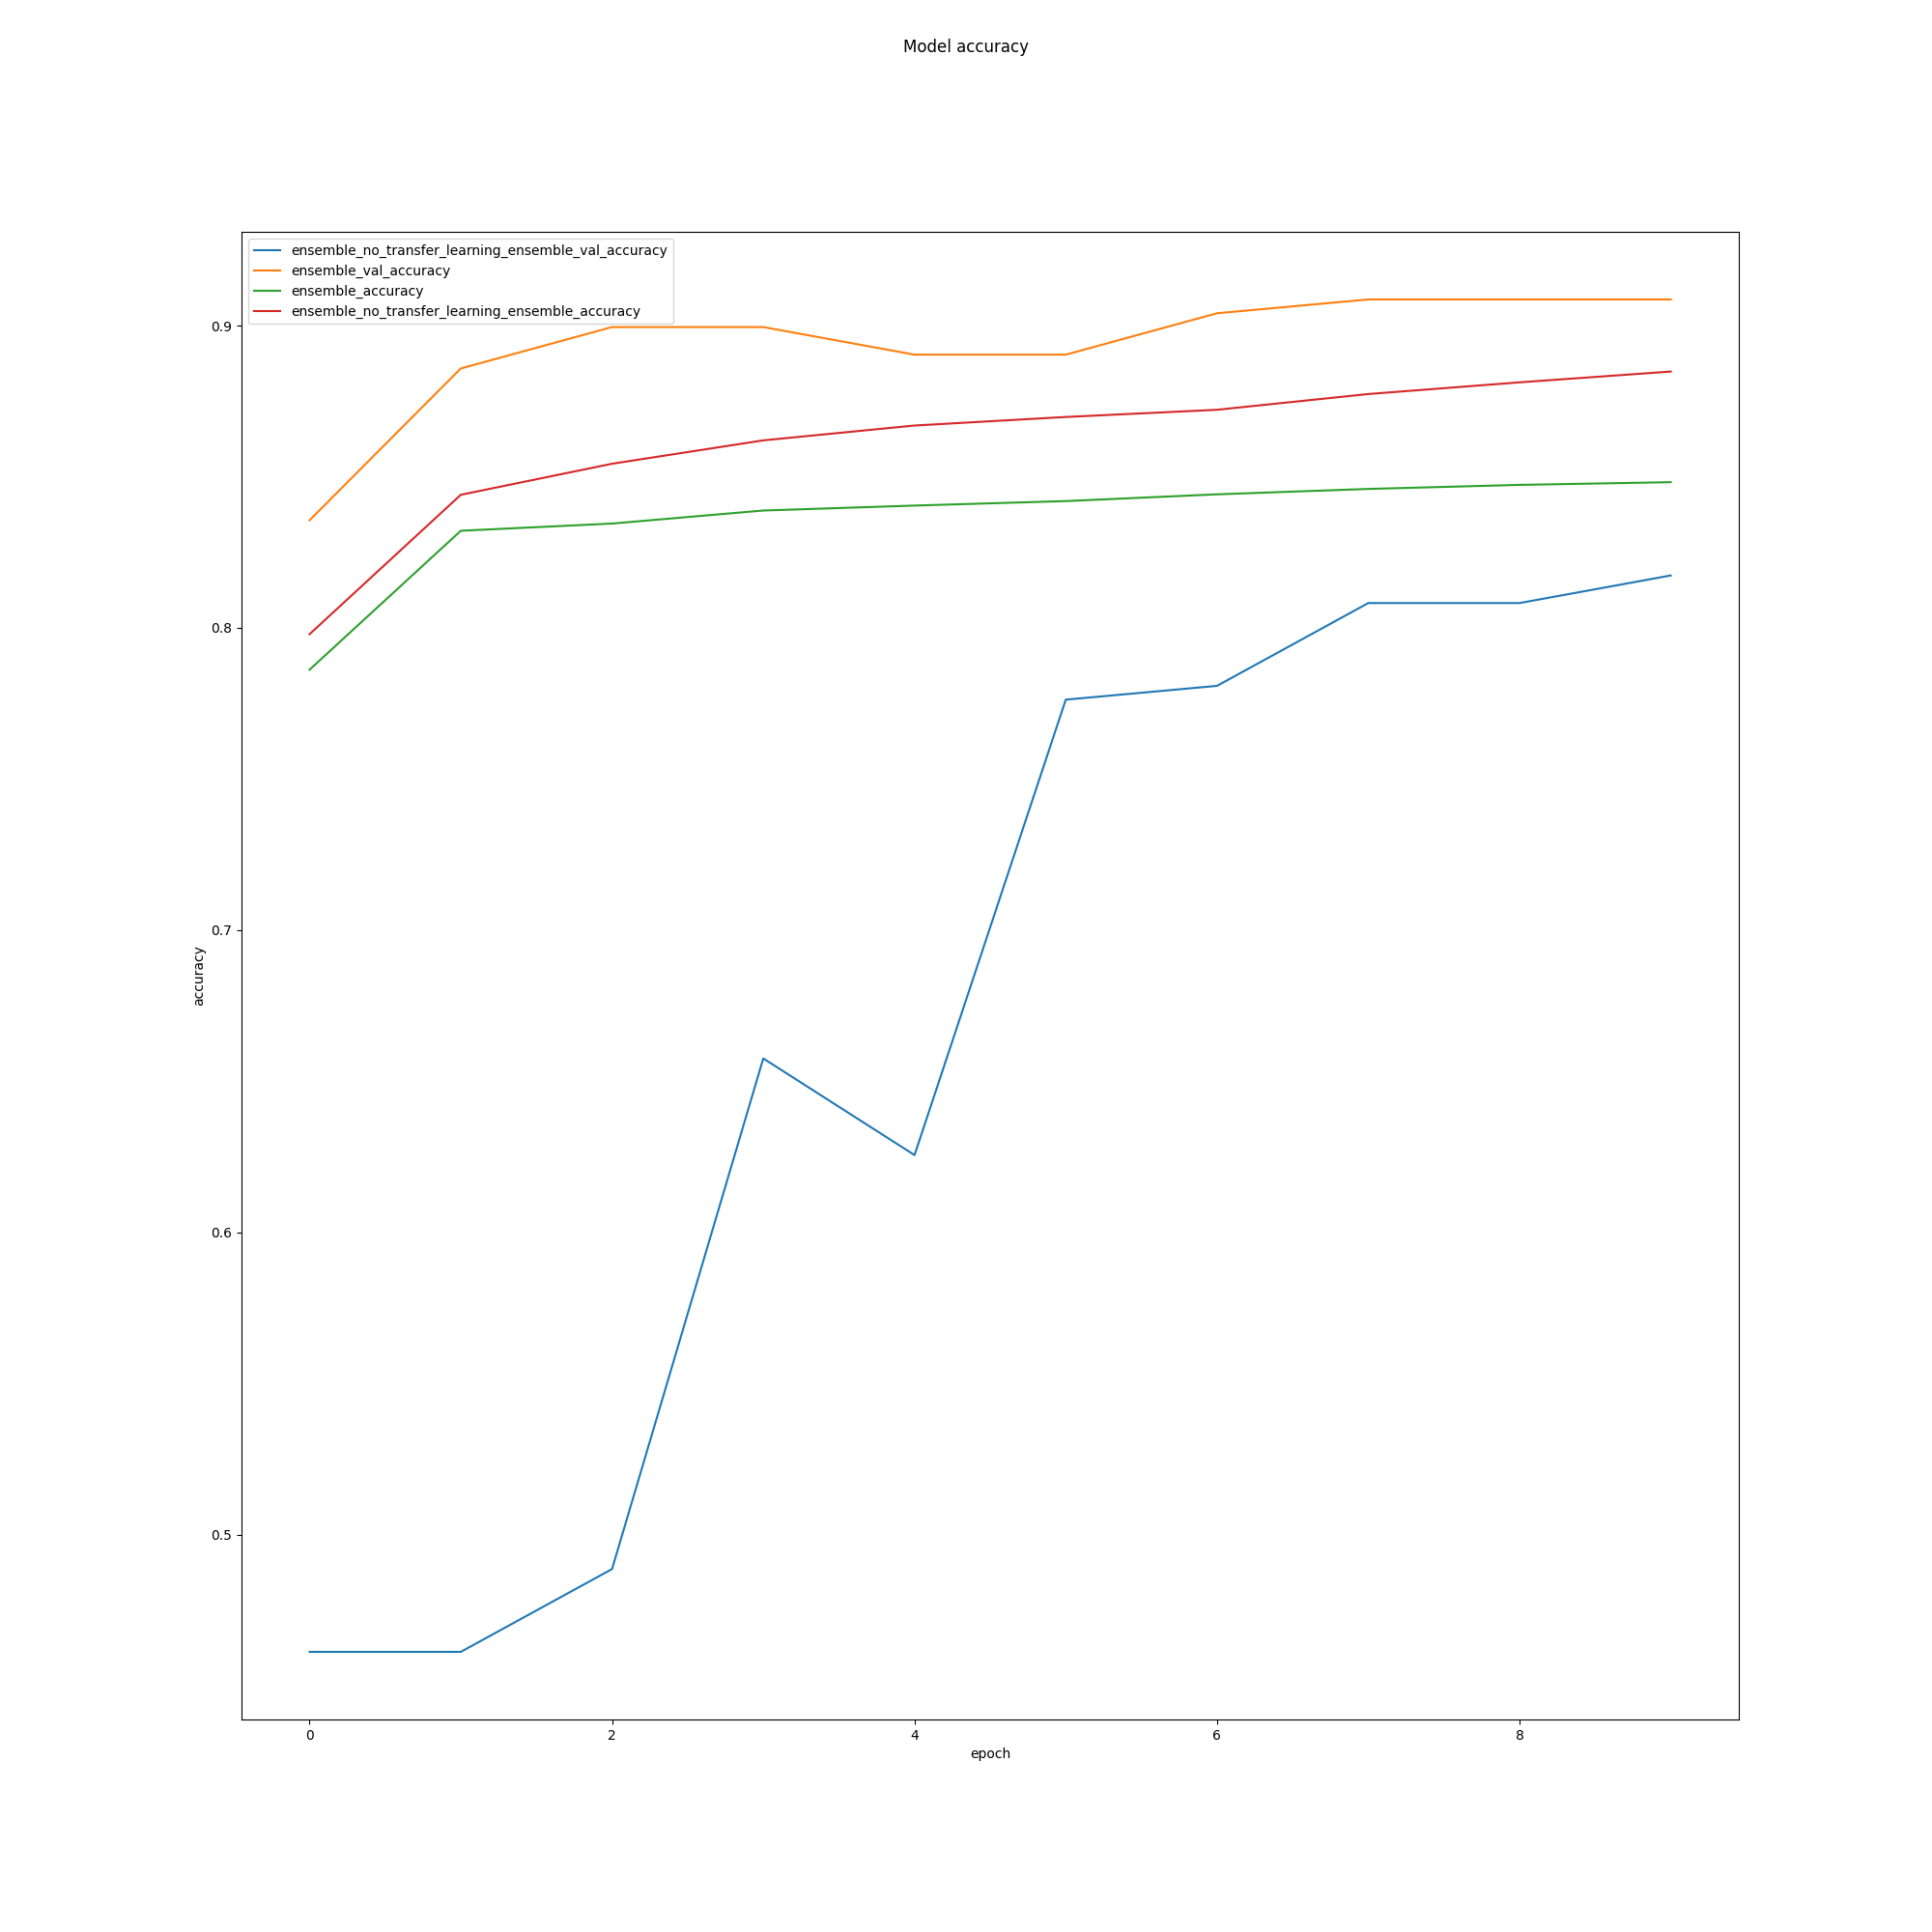 Model accuracy
ensemble_no_transfer_learning_ensemble_val_accuracy
ensemble_val_accuracy
ensemble_accuracy
ensemble_no_transfer_learning_ensemble_accuracy
0.9
0.8
0.7
0.6
0.5
accuracy
0 2 4 6 8
epoch